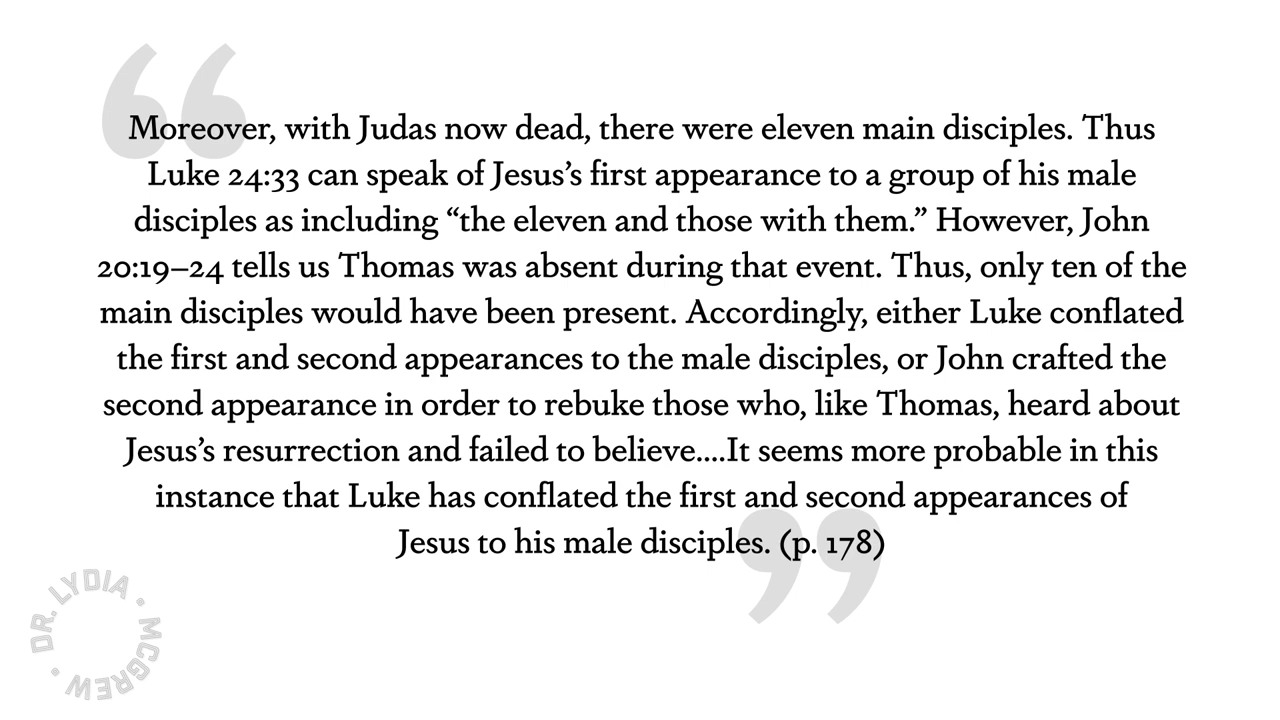 Moreover, with Judas now dead, there were eleven main disciples. Thus
Luke 24:33 can speak of Jesus’s first appearance to a group of his male
disciples as including “the eleven and those with them.” However, John
20:19–24 tells us Thomas was absent during that event. Thus, only ten of the
main disciples would have been present. Accordingly, either Luke conflated
the first and second appearances to the male disciples, or John crafted the
second appearance in order to rebuke those who, like Thomas, heard about
Jesus’s resurrection and failed to believe....It seems more probable in this
instance that Luke has conflated the first and second appearances of
Jesus to his male disciples. (p. 178)
DR. LYDIA · MCGREW ·